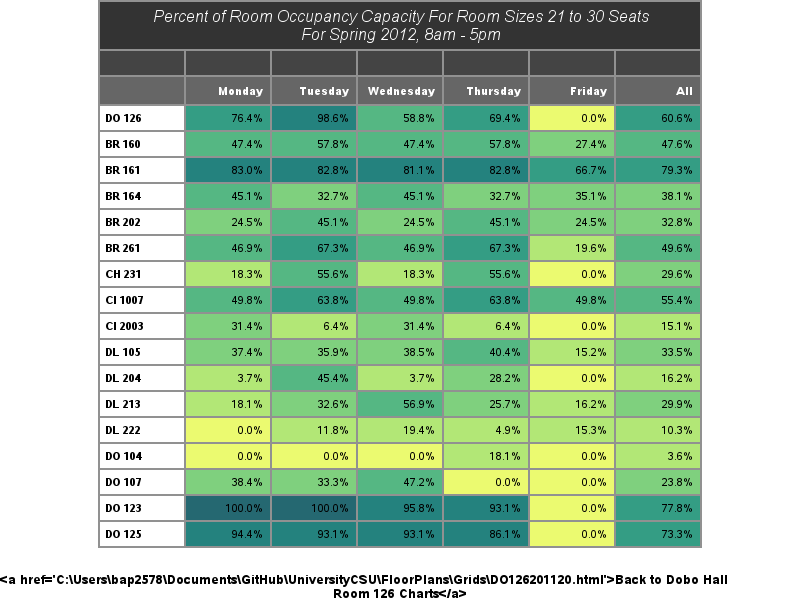 Percent of Room Occupancy Capacity For Room Sizes 21 to 30 Seats
For Spring 2012, 8am - 5pm
Monday Tuesday Wednesday Thursday Friday All
DO 126 76.4% 98.6% 58.8% 69.4% 0.0% 60.6%
BR 160 47.4% 57.8% 47.4% 57.8% 27.4% 47.6%
BR 161 83.0% 82.8% 81.1% 82.8% 66.7% 79.3%
BR 164 45.1% 32.7% 45.1% 32.7% 35.1% 38.1%
BR 202 24.5% 45.1% 24.5% 45.1% 24.5% 32.8%
BR 261 46.9% 67.3% 46.9% 67.3% 19.6% 49.6%
CH 231 18.3% 55.6% 18.3% 55.6% 0.0% 29.6%
CI 1007 49.8% 63.8% 49.8% 63.8% 49.8% 55.4%
CI 2003 31.4% 6.4% 31.4% 6.4% 0.0% 15.1%
DL 105 37.4% 35.9% 38.5% 40.4% 15.2% 33.5%
DL 204 3.7% 45.4% 3.7% 28.2% 0.0% 16.2%
DL 213 18.1% 32.6% 56.9% 25.7% 16.2% 29.9%
DL 222 0.0% 11.8% 19.4% 4.9% 15.3% 10.3%
DO 104 0.0% 0.0% 0.0% 18.1% 0.0% 3.6%
DO 107 38.4% 33.3% 47.2% 0.0% 0.0% 23.8%
DO 123 100.0% 100.0% 95.8% 93.1% 0.0% 77.8%
DO 125 94.4% 93.1% 93.1% 86.1% 0.0% 73.3%
<a href='C:\Users\bap2578\Documents\GitHub\UniversityCSU\FloorPlans\Grids\DO126201120.html'>Back to Dobo Hall
Room 126 Charts</a>